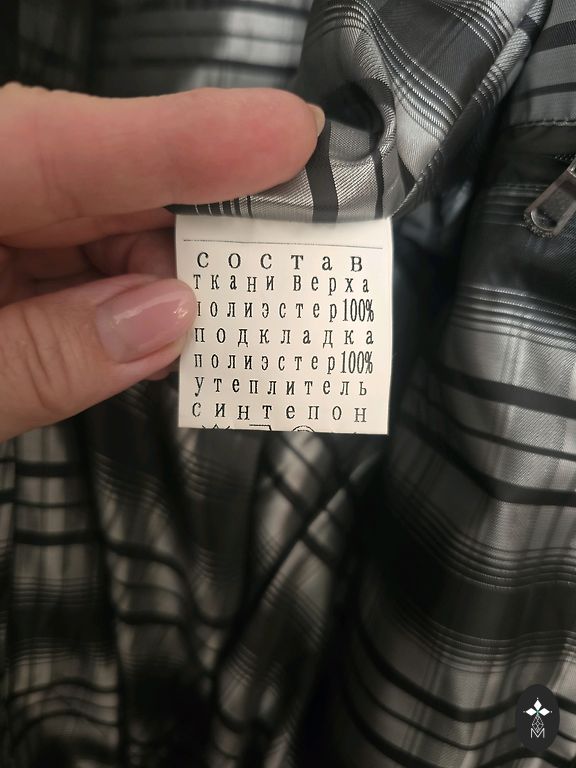 СОСТАВ
ткани верха
полиэстер100%
подкладка
полиэстер100%
утеплитель
синтепон